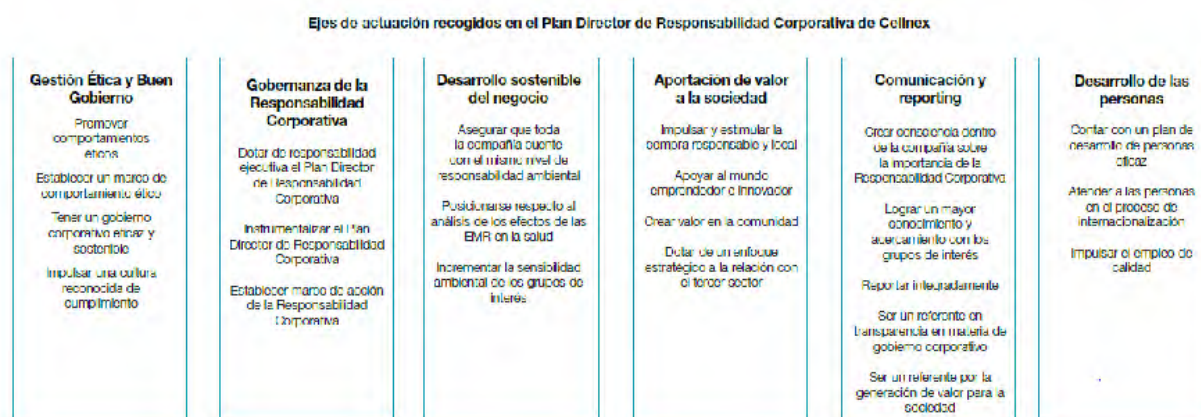 Ejes de actuación recogidos en el Plan Director de Responsabilidad Corporativa de Cellnex
Gestión Ética y Buen
Gobierno
Promover
comportamientos
éticos
Establecer un marco de
comportamiento ético
Tener un gobierno
corporativo eficaz y
sostenible
Impulsar una cultura
reconocida de
cumplimiento
Gobernanza de la
Responsabilidad
Corporativa
Dotar de responsabilidad
ejecutiva el Plan Director
de Responsabilidad
Corporativa
Instrumentalizar el Plan
Director de Responsabilidad
Corporativa
Establecer marco de acción
de la Responsabilidad
Corporativa
Desarrollo sostenible
del negocio
Asegurar que toda
la compañía cuente
con el mismo nivel de
responsabilidad ambiental
Posicionarse respecto al
análisis de los efectos de las
EMR en la salud
Incrementar la sensibilidad
ambiental de los grupos de
interés
Aportación de valor
a la sociedad
Impulsar y estimular la
compra responsable y local
Apoyar al mundo
emprendedor e innovador
Crear valor en la comunidad
Dotar de un enfoque
estratégico a la relación con
el tercer sector
Comunicación y
reporting
Crear consciencia dentro
de la compañía sobre
la importancia de la
Responsabilidad Corporativa
Lograr un mayor
conocimiento y
acercamiento con los
grupos de interés
Reportar integradamente
Ser un referente en
transparencia en materia de
gobierno corporativo
Ser un referente por la
generación de valor para la
sociedad
Desarrollo de las
personas
Contar con un plan de
desarrollo de personas
eficaz
Atender a las personas
en el proceso de
internacionalización
Impulsar el empleo de
calidad